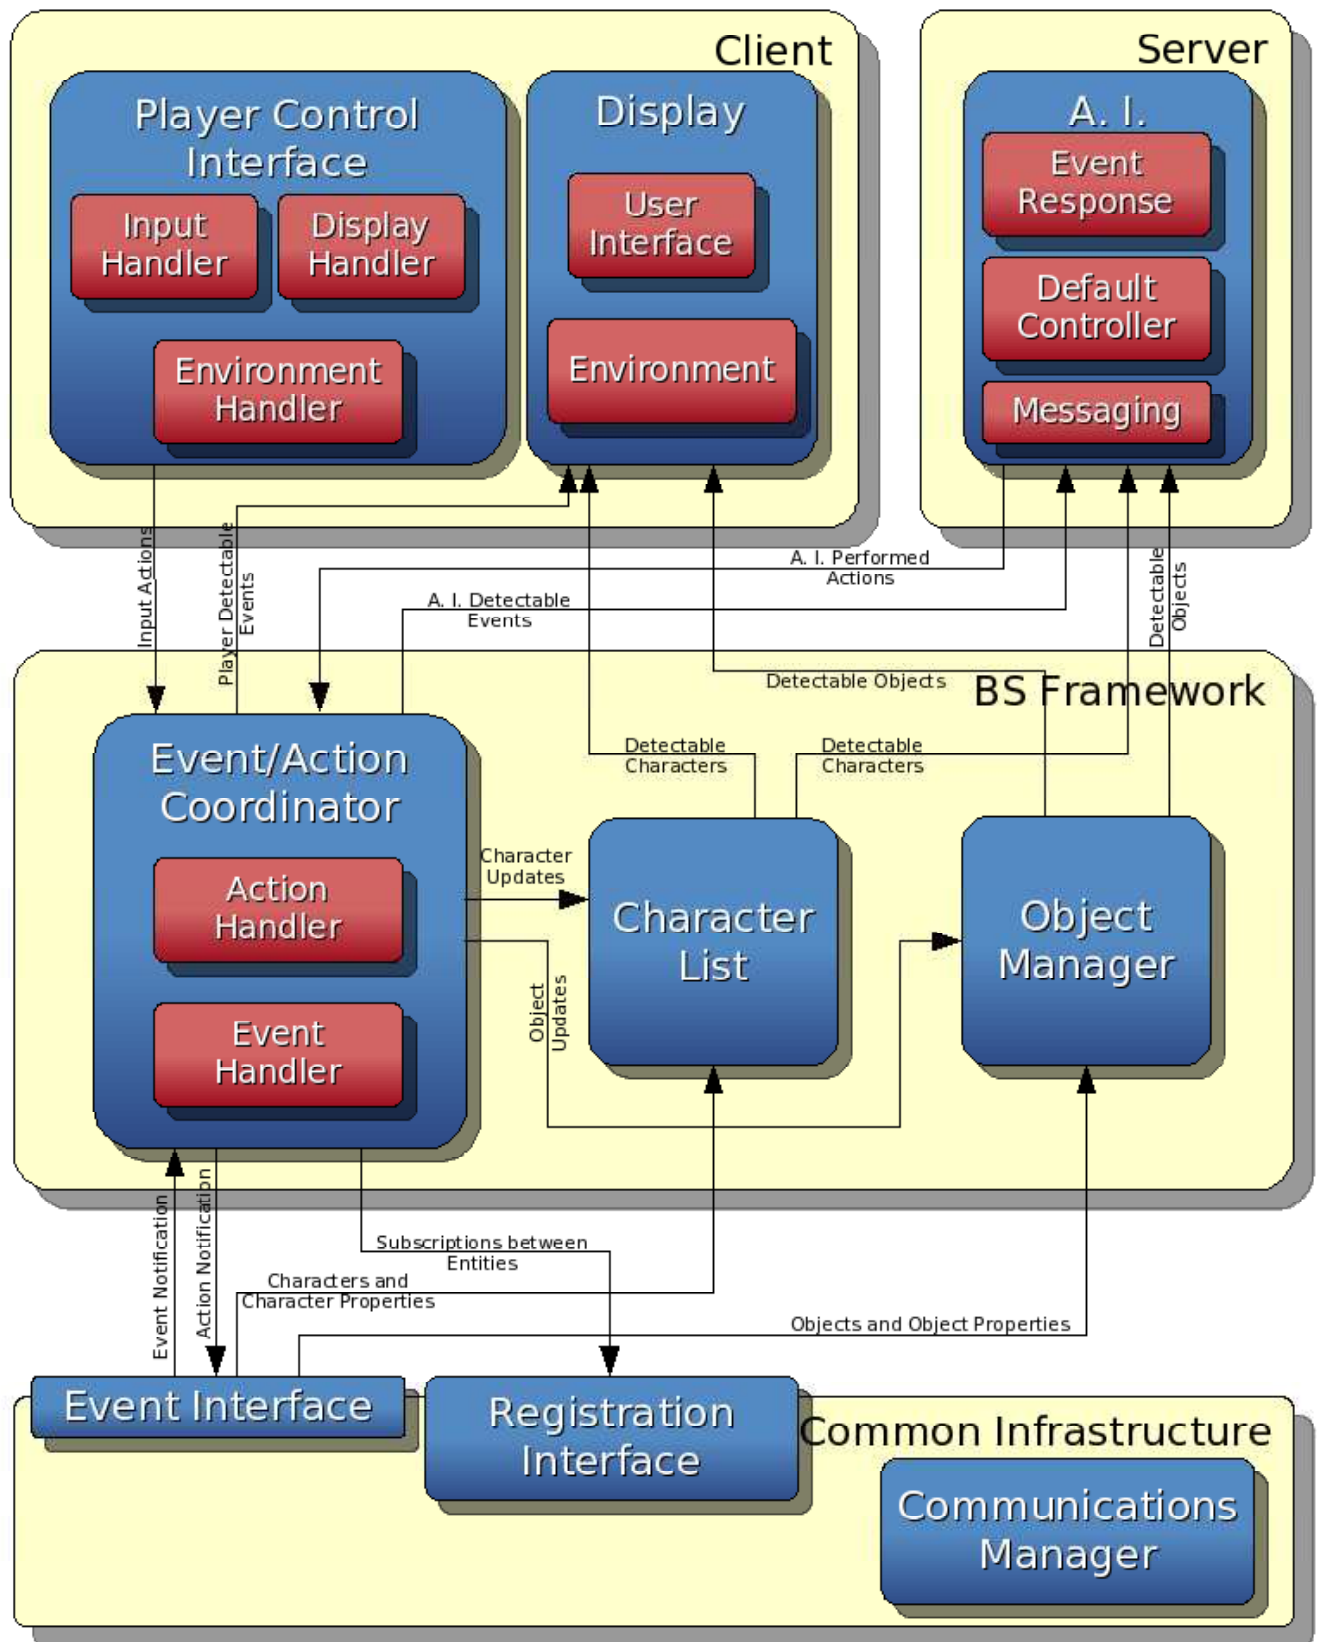 Client
Server
Player Control
Interface
Display
A. I.
Input
Handler
Display
Handler
Environment
Handler
User
Interface
Environment
Event
Response
Default
Controller
Messaging
Input Actions
Player Detectable
Events
A. I. Performed
Actions
A. I. Detectable
Events
Detectable
Objects
Detectable Objects
BS Framework
Detectable
Characters
Detectable
Characters
Event/Action
Coordinator
Action
Handler
Event
Handler
Character
Updates
Object
Updates
Character
List
Object
Manager
Event Notification
Action Notification
Subscriptions between
Entities
Characters and
Character Properties
Objects and Object Properties
Event Interface
Registration
Interface
Common Infrastructure
Communications
Manager